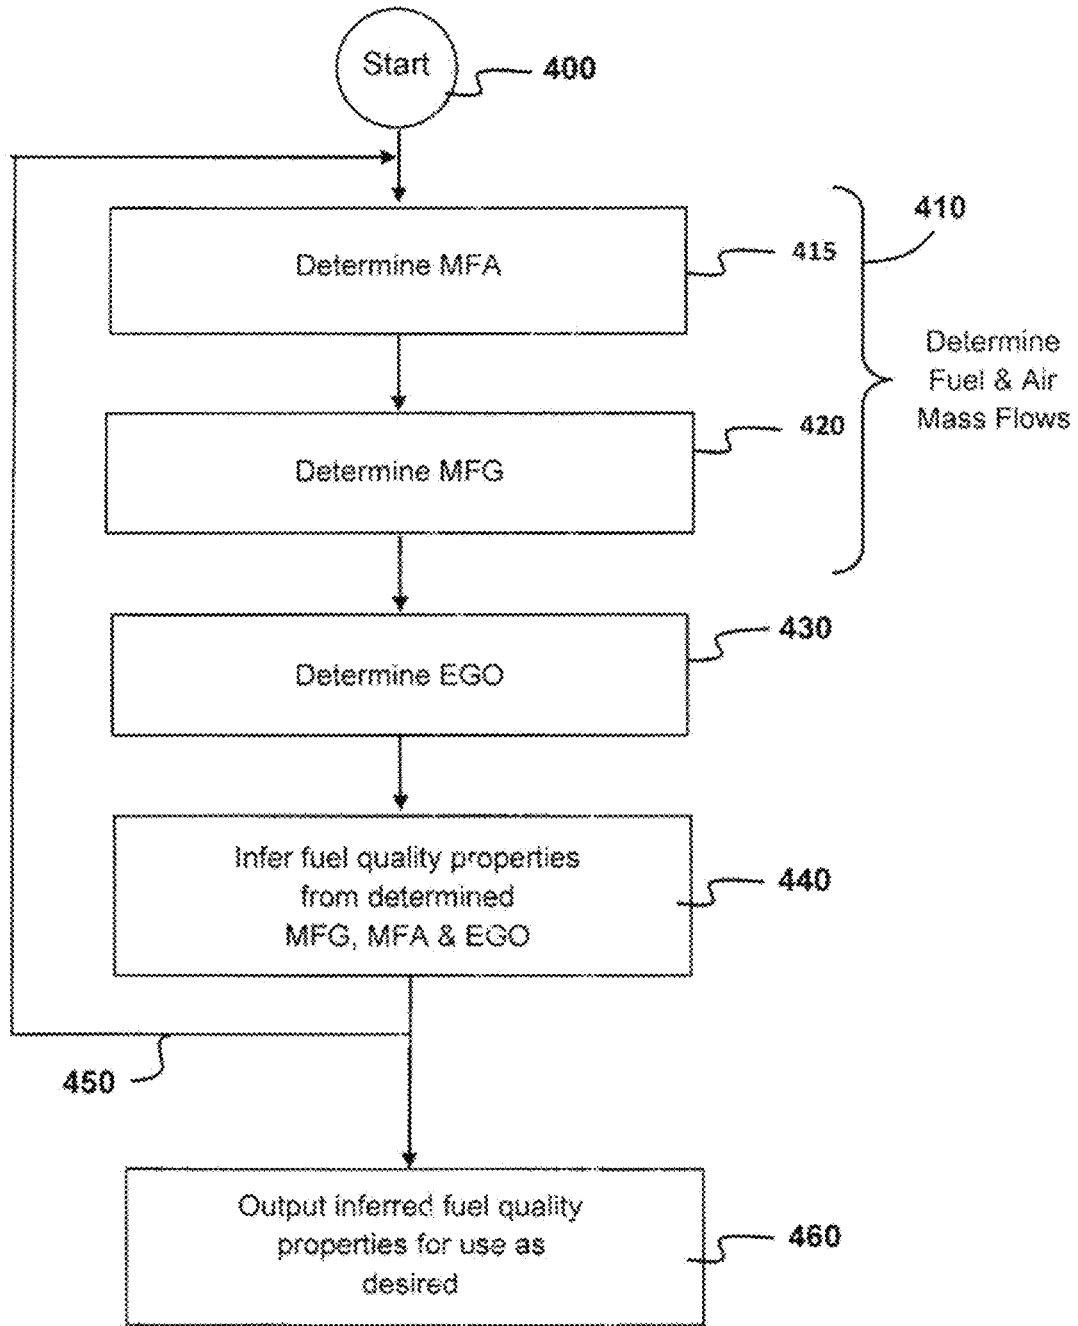 Start
400
410
Determine MFA
415
Determine
Fuel & Air
Mass Flows
Determine MFG
420
Determine EGO
430
Infer fuel quality properties
from determined
MFG, MFA & EGO
440
450
Output inferred fuel quality
properties for use as
desired
460